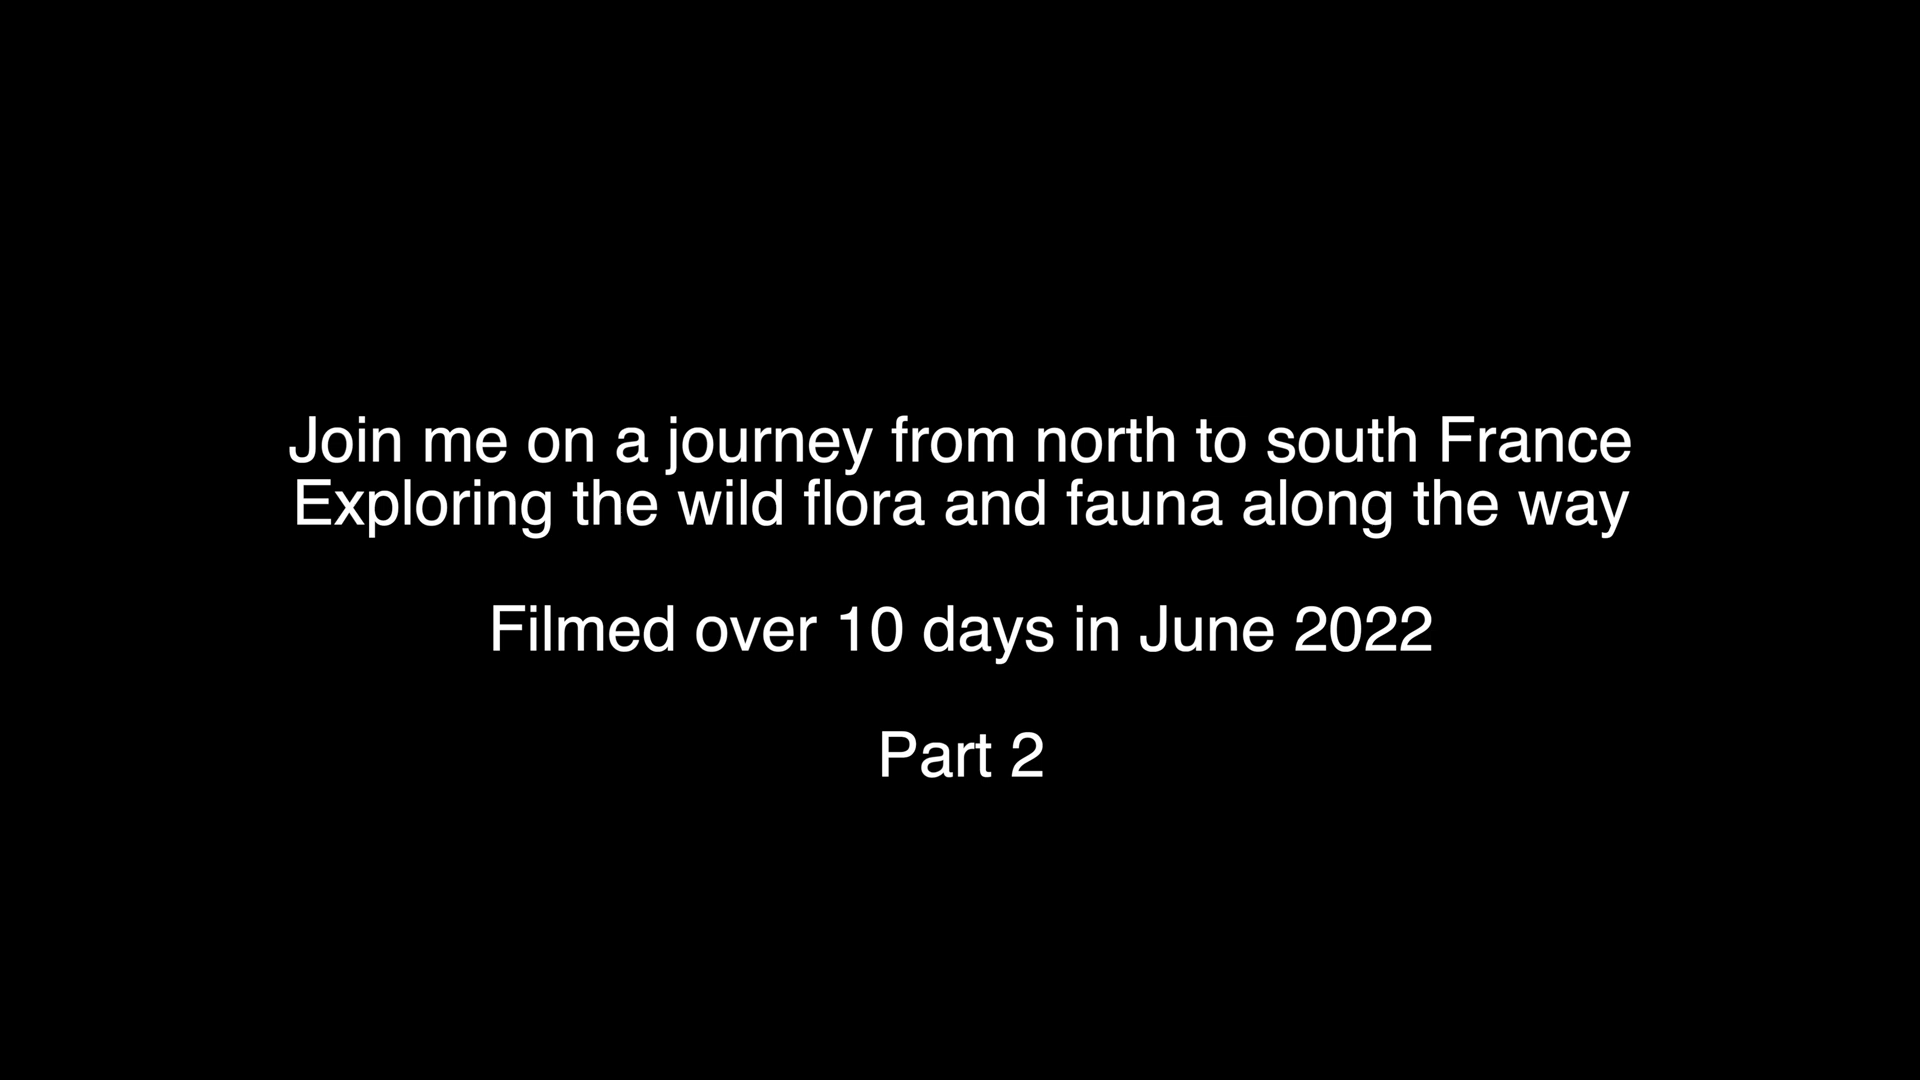 Join me on a journey from north to south France
Exploring the wild flora and fauna along the way
Filmed over 10 days in June 2022
Part 2